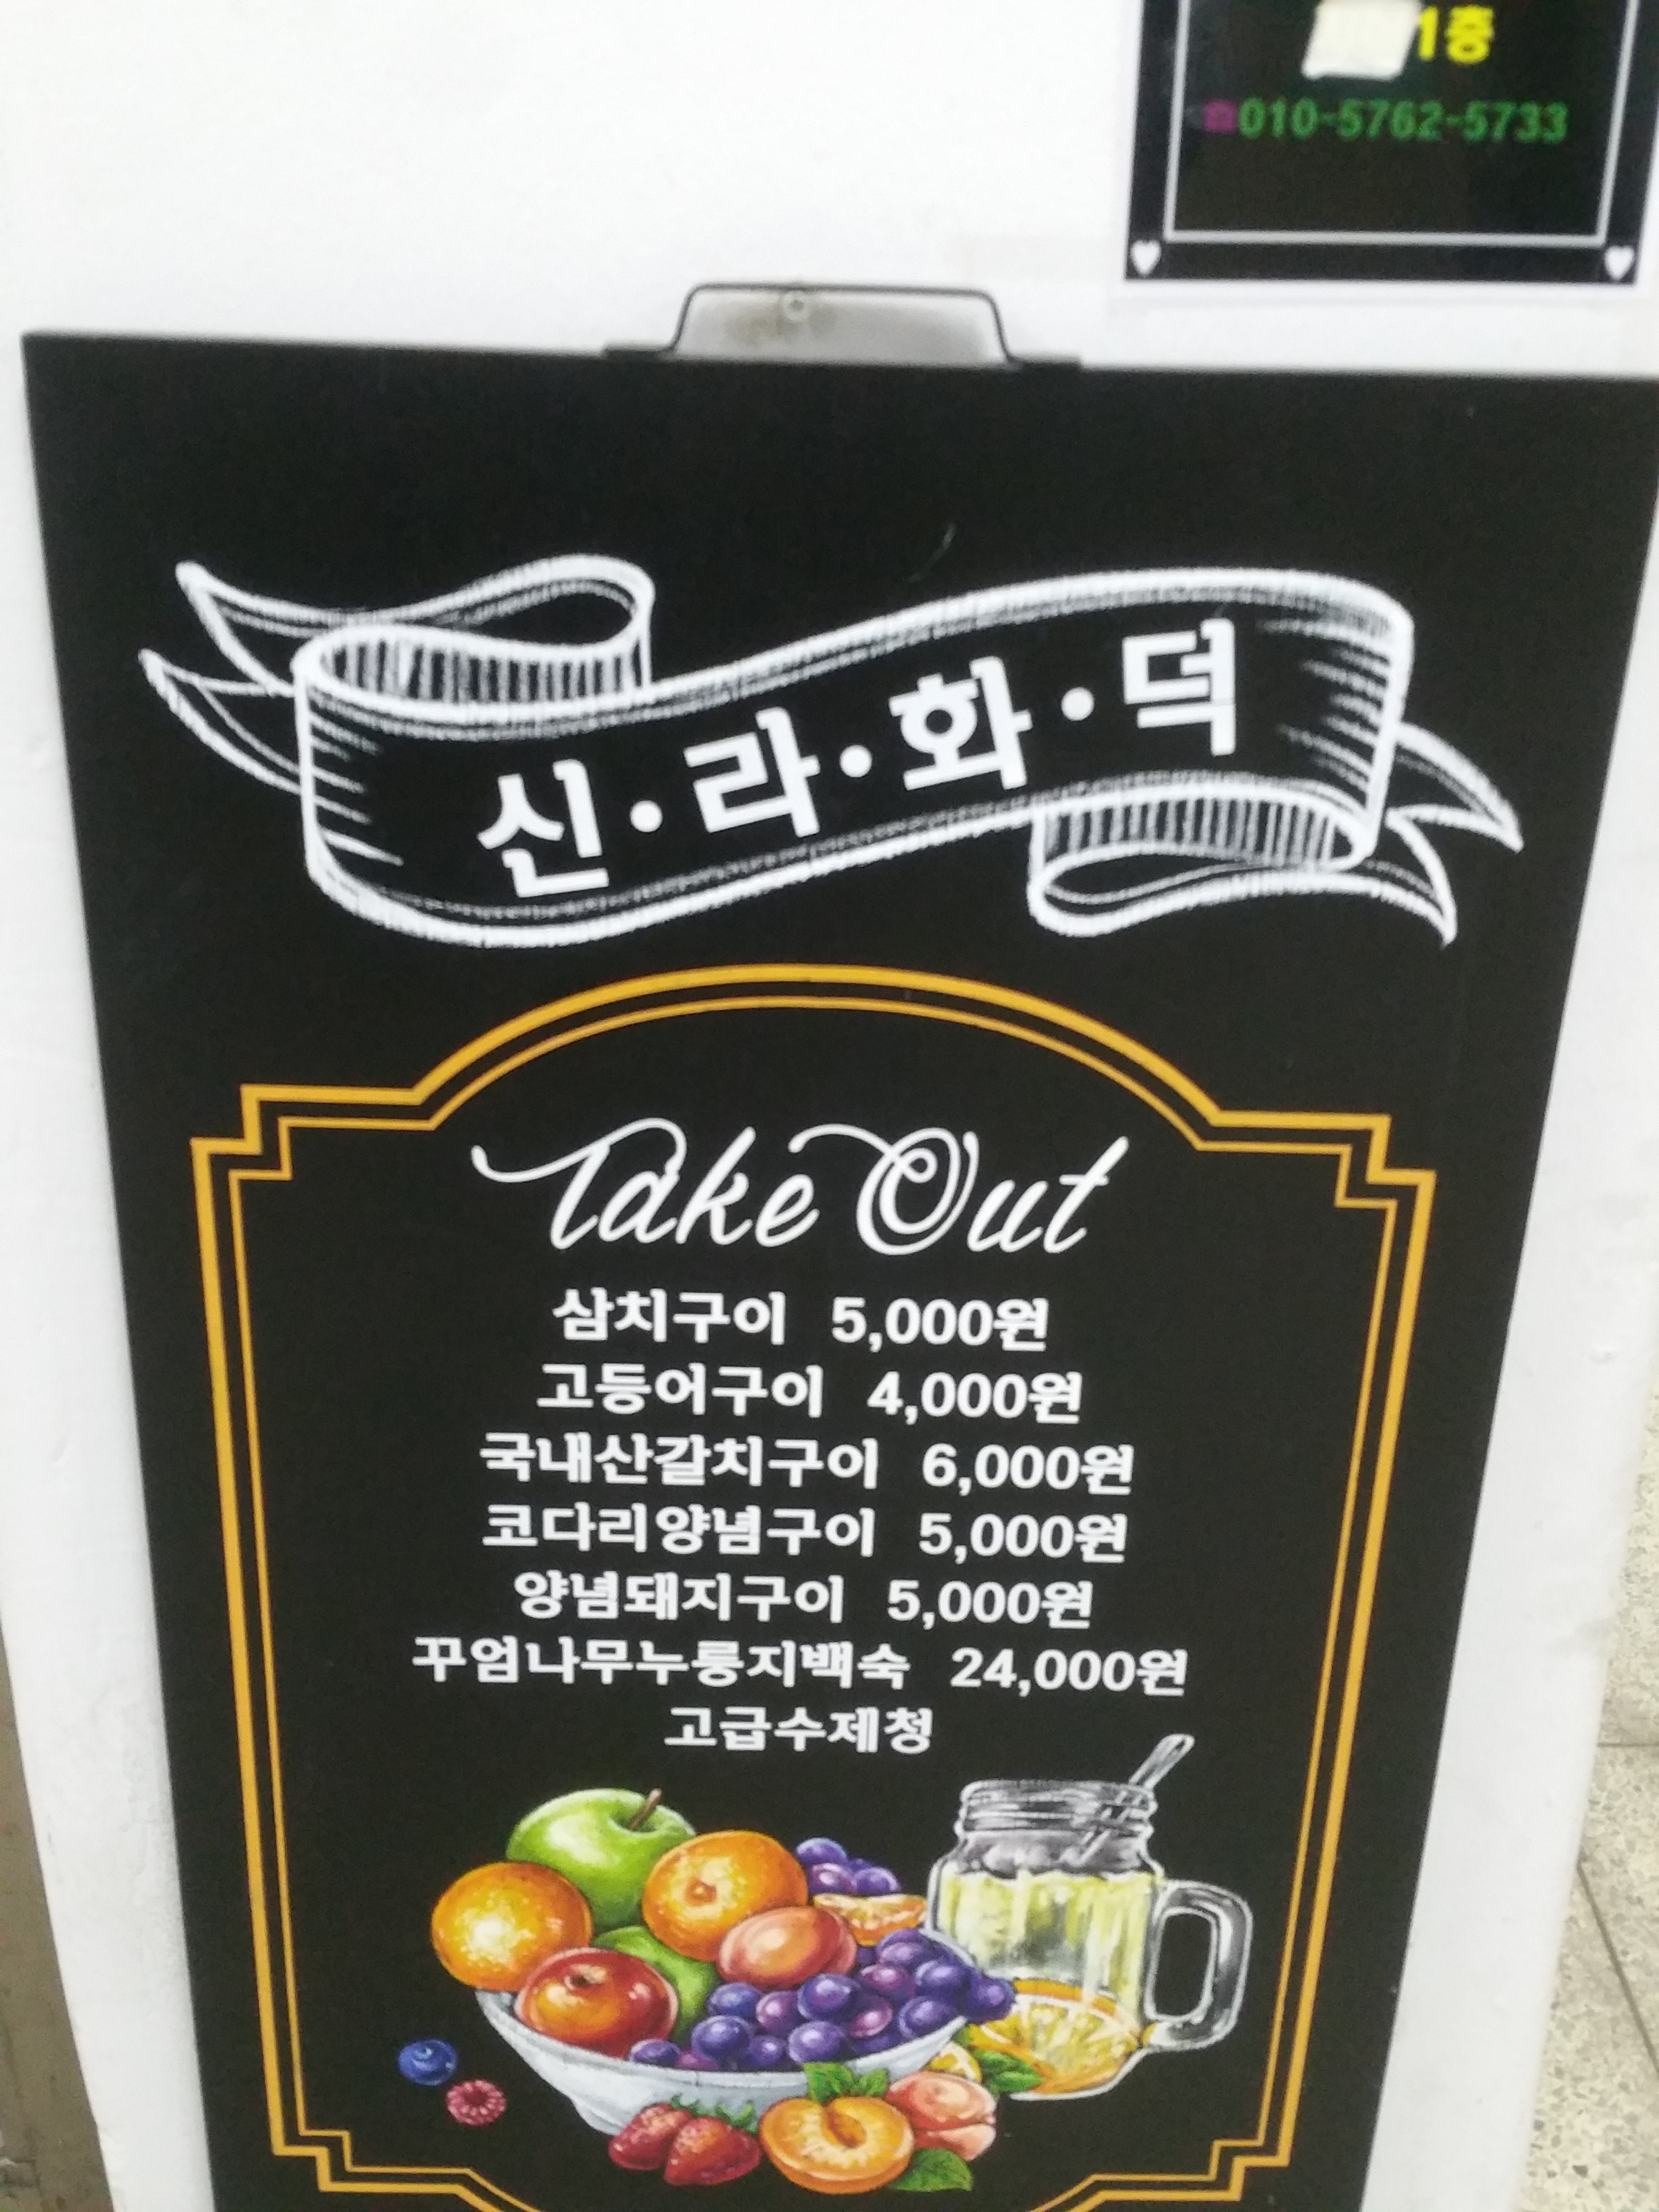 1층
☎010-5762-5733
신·라·화·덕
Take Out
삼치구이 5,000원
고등어구이 4,000원
국내산갈치구이 6,000원
코다리양념구이 5,000원
양념돼지구이 5,000원
꾸엄나무누룽지백숙 24,000원
고급수제청